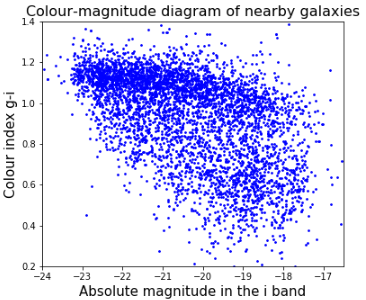 Colour-magnitude diagram of nearby galaxies
1.4
1.2
1.0
0.8
0.6
0.4
0.2
Colour index g-i
−24 −23 −22 −21 −20 −19 −18 −17
Absolute magnitude in the i band